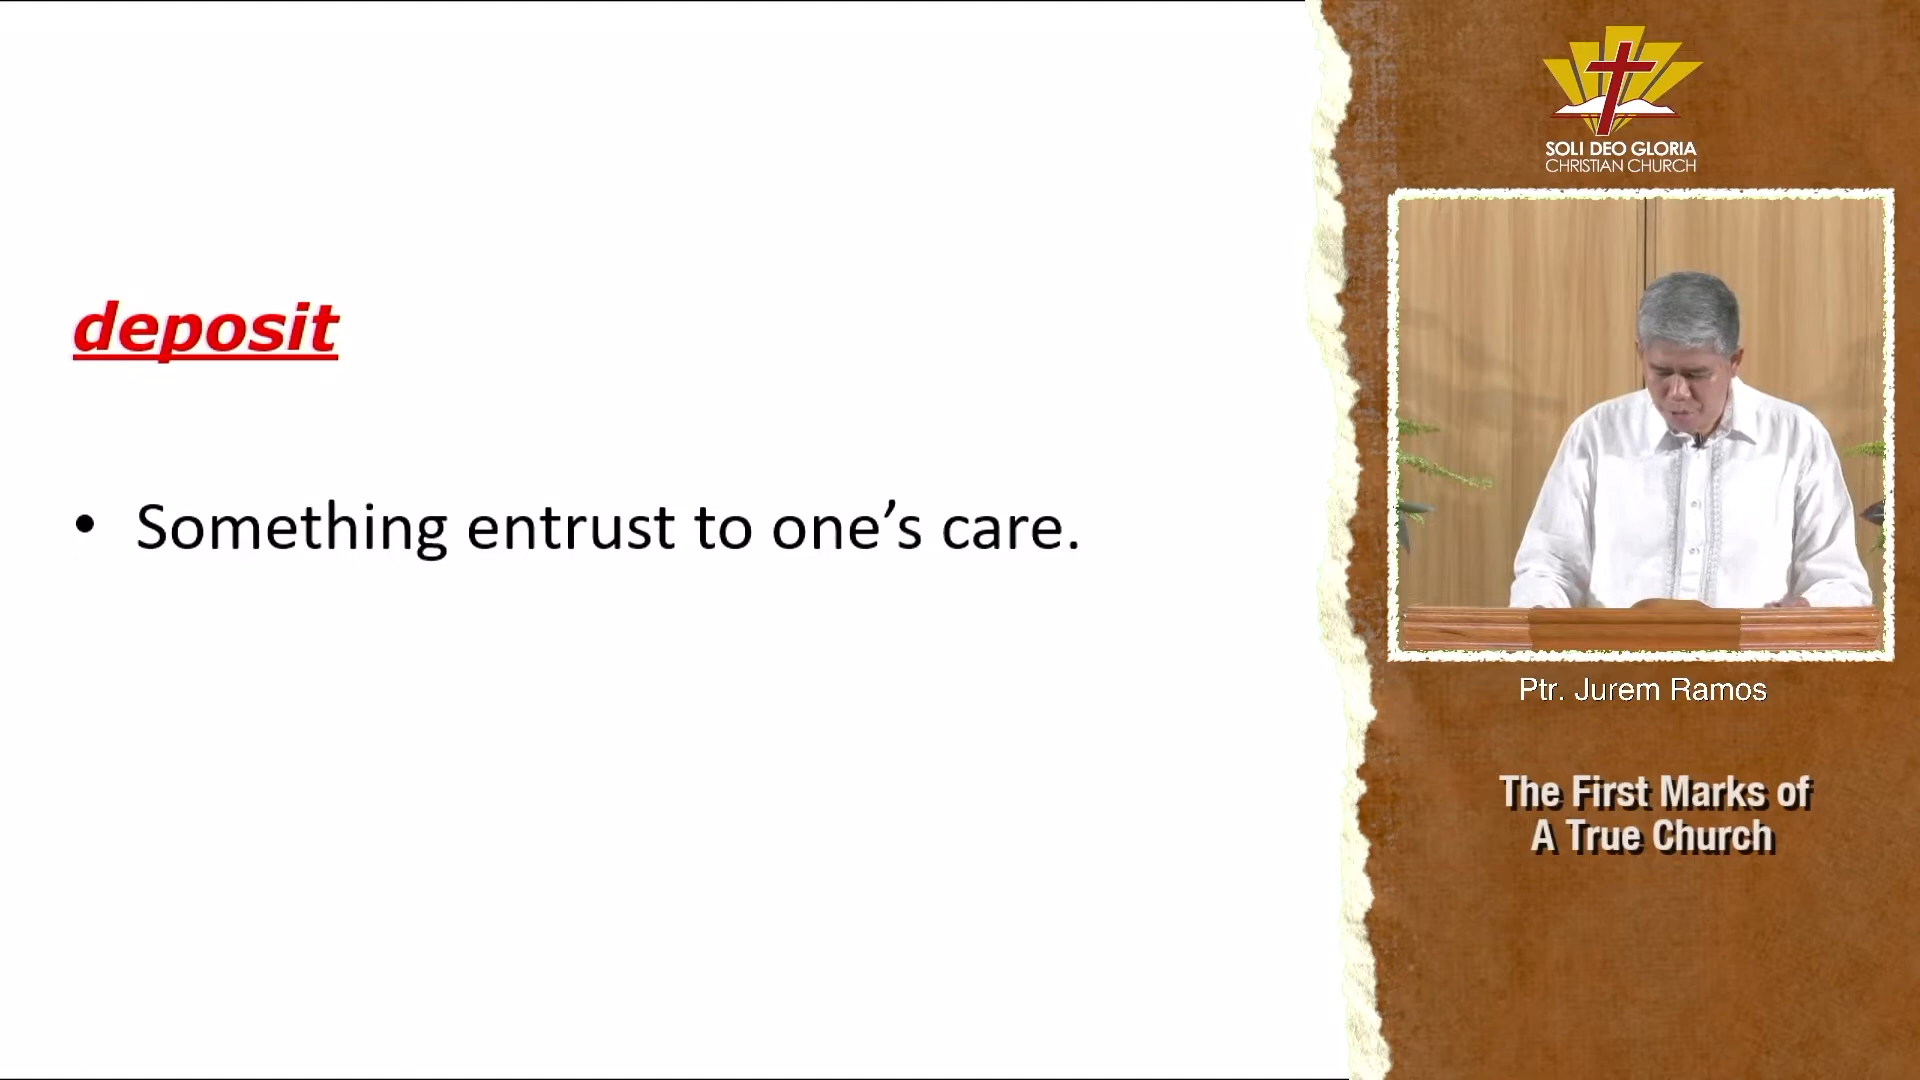 deposit
• Something entrust to one’s care.
SOLI DEO GLORIA
CHRISTIAN CHURCH
Ptr. Jurem Ramos
The First Marks of
A True Church